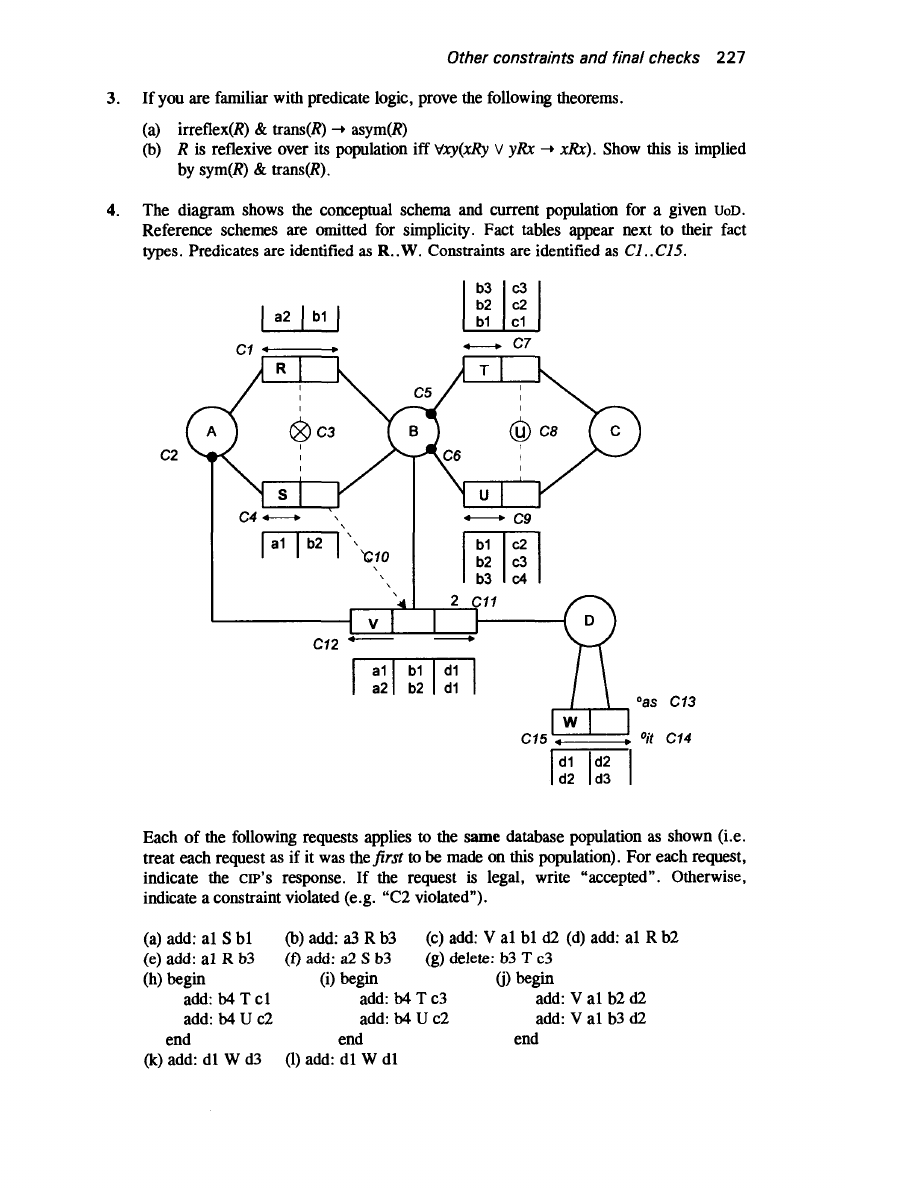 Other constraints and final checks 227
3. If you are familiar with predicate logic, prove the following theorems.
(a) irreflex(R) & trans(R) → asym(R)
(b) R is reflexive over its population iff ∀xy(xRy ∨ yRx → xRx). Show this is implied
by sym(R) & trans(R).
4. The diagram shows the conceptual schema and current population for a given UoD.
Reference schemes are omitted for simplicity. Fact tables appear next to their fact
types. Predicates are identified as R..W. Constraints are identified as C1..C15.
b3 c3
b2 c2
b1 c1
a2 b1
C1
C7
R
T
C5
A
C3
B
U C8
C
C2
C6
S
U
C4
C9
a1 b2
b1 c2
b2 c3
b3 c4
C10
2 C11
V
D
C12
a1 b1 d1
a2 b2 d1
°as C13
W
C15
°it C14
d1 d2
d2 d3
Each of the following requests applies to the same database population as shown (i.e.
treat each request as if it was the first to be made on this population). For each request,
indicate the CIP's response. If the request is legal, write “accepted”. Otherwise,
indicate a constraint violated (e.g. “C2 violated”).
(a) add: a1 S b1 (b) add: a3 R b3 (c) add: V a1 b1 d2 (d) add: a1 R b2
(e) add: a1 R b3 (f) add: a2 S b3 (g) delete: b3 T c3
(h) begin (i) begin (j) begin
add: b4 T c1 add: b4 T c3 add: V a1 b2 d2
add: b4 U c2 add: b4 U c2 add: V a1 b3 d2
end end end
(k) add: d1 W d3 (l) add: d1 W d1